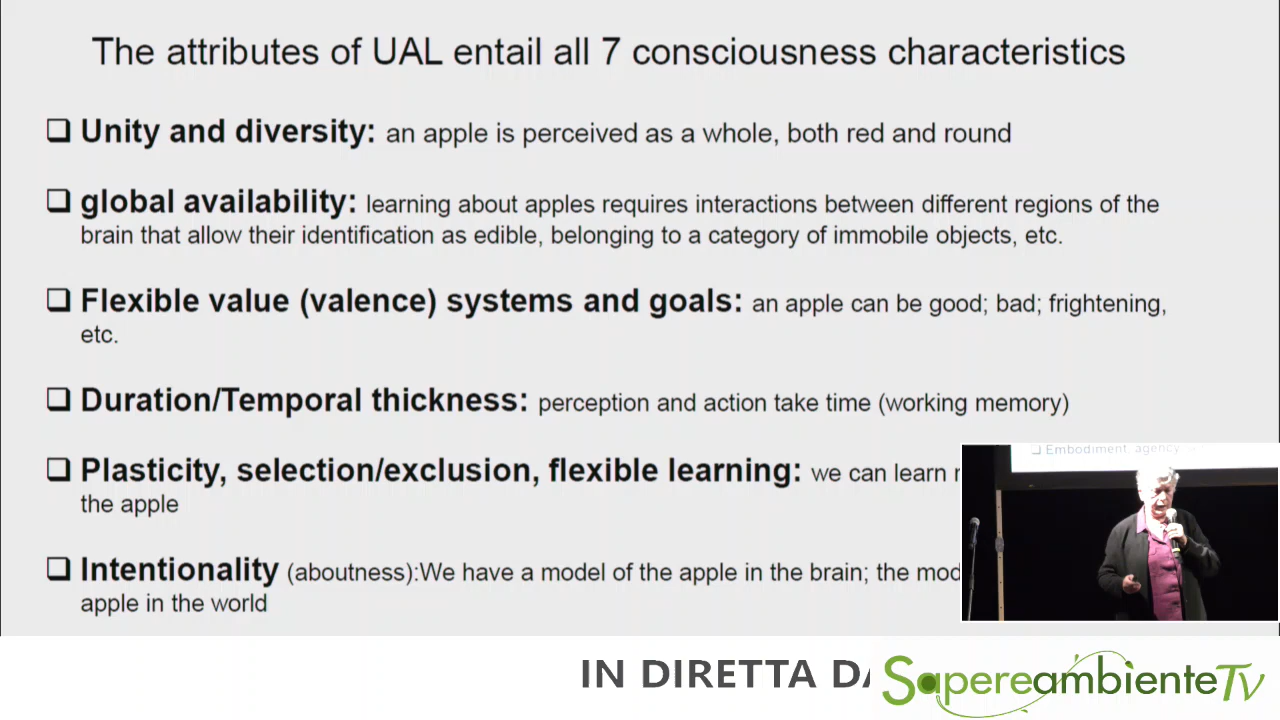 The attributes of UAL entail all 7 consciousness characteristics
❑ Unity and diversity: an apple is perceived as a whole, both red and round
❑ global availability: learning about apples requires interactions between different regions of the
brain that allow their identification as edible, belonging to a category of immobile objects, etc.
❑ Flexible value (valence) systems and goals: an apple can be good; bad; frightening,
etc.
❑ Duration/Temporal thickness: perception and action take time (working memory)
❑ Embodiment, agency
❑ Plasticity, selection/exclusion, flexible learning: we can learn
the apple
❑ Intentionality (aboutness):We have a model of the apple in the brain; the
apple in the world
IN DIRETTA
SapereambienteTv